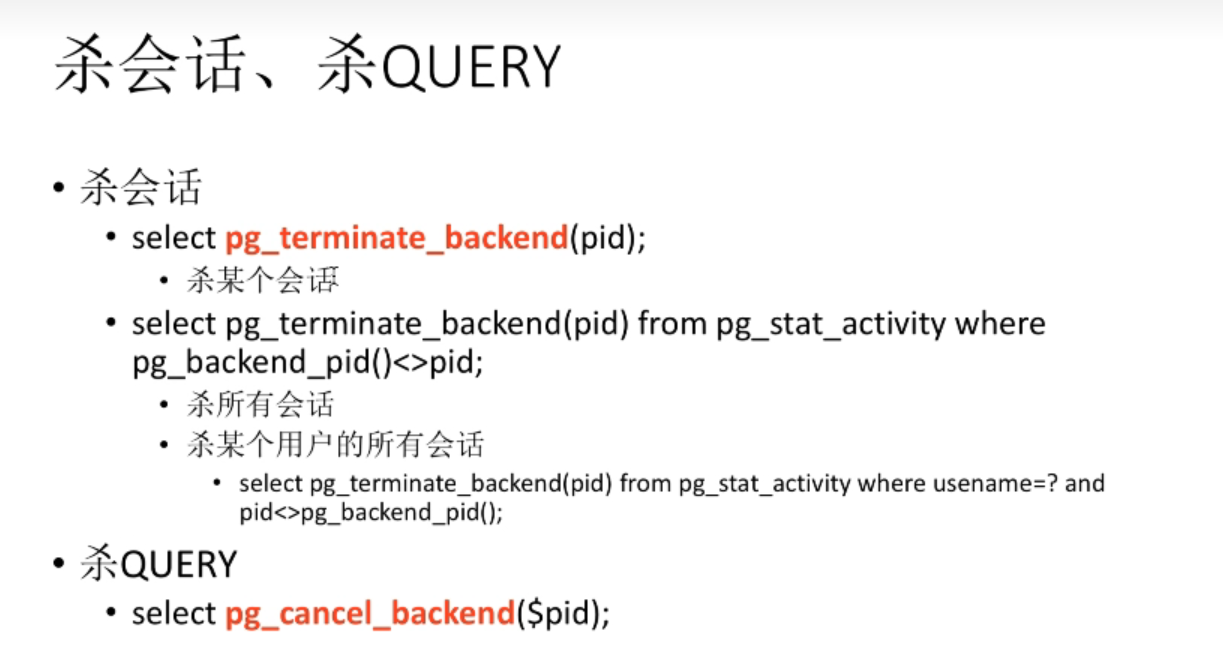 杀会话、杀QUERY
• 杀会话
• select pg_terminate_backend(pid);
• 杀某个会话
• select pg_terminate_backend(pid) from pg_stat_activity where
pg_backend_pid()<>pid;
• 杀所有会话
• 杀某个用户的所有会话
• select pg_terminate_backend(pid) from pg_stat_activity where usename=? and
pid<>pg_backend_pid();
• 杀QUERY
• select pg_cancel_backend($pid);